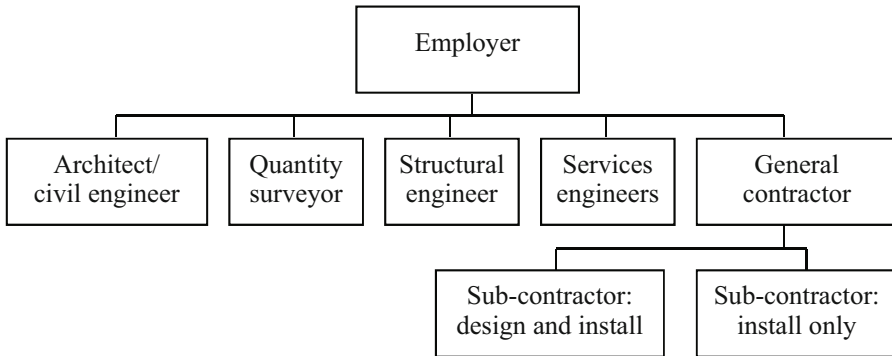 Employer
Architect/
civil engineer
Quantity
surveyor
Structural
engineer
Services
engineers
General
contractor
Sub-contractor:
design and install
Sub-contractor:
install only